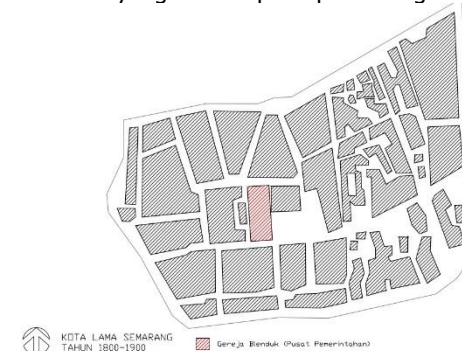 KOTA LAMA SEMARANG
TAHUN 1800-1900
Gereja Blenduk (Pusat Pemerintahan)